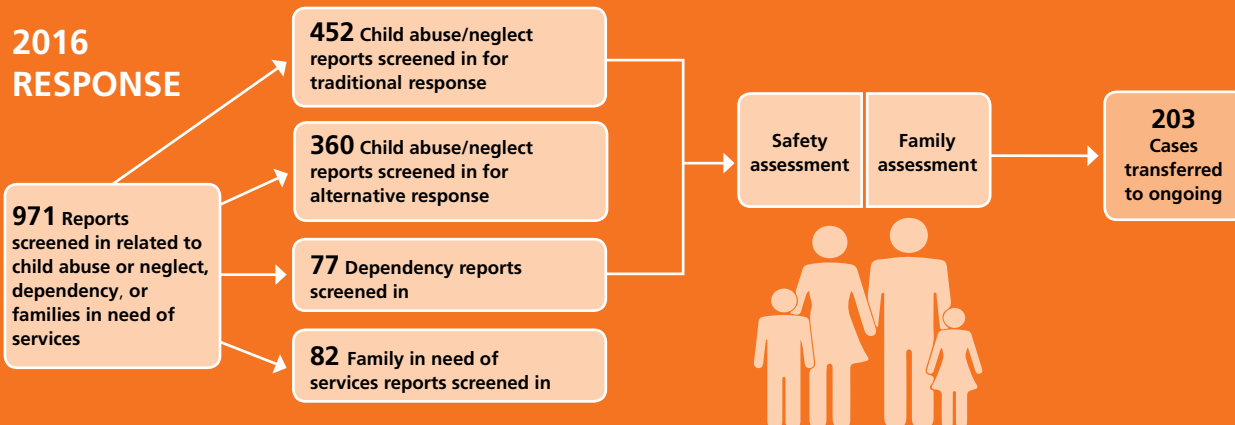 2016
RESPONSE
971 Reports
screened in related to
child abuse or neglect,
dependency, or
families in need of
services
452 Child abuse/neglect
reports screened in for
traditional response
360 Child abuse/neglect
reports screened in for
alternative response
77 Dependency reports
screened in
82 Family in need of
services reports screened in
Safety
assessment
Family
assessment
203
Cases
transferred
to ongoing